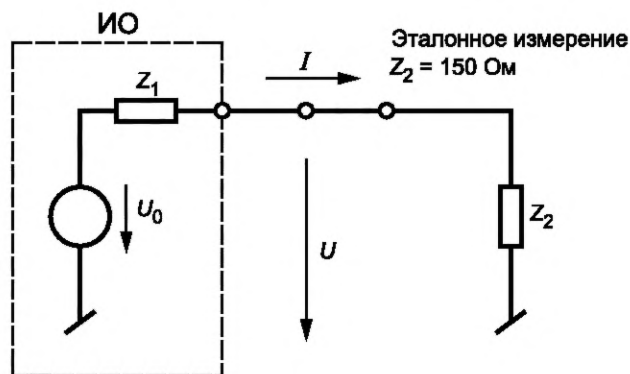 ИО
Эталонное измерение
Z₂ = 150 Ом
I
Z₁
U₀
U
Z₂